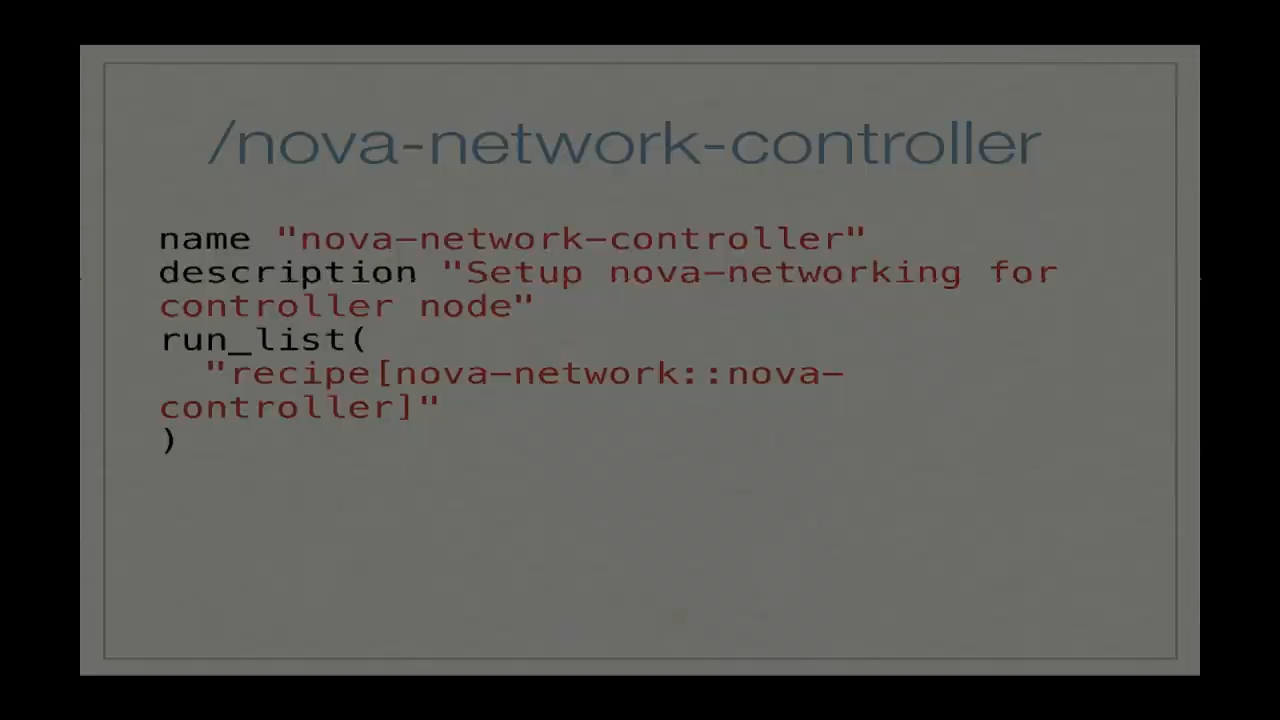 /nova-network-controller
name "nova-network-controller"
description "Setup nova-networking for
controller node"
run_list(
  "recipe[nova-network::nova-
controller]"
)